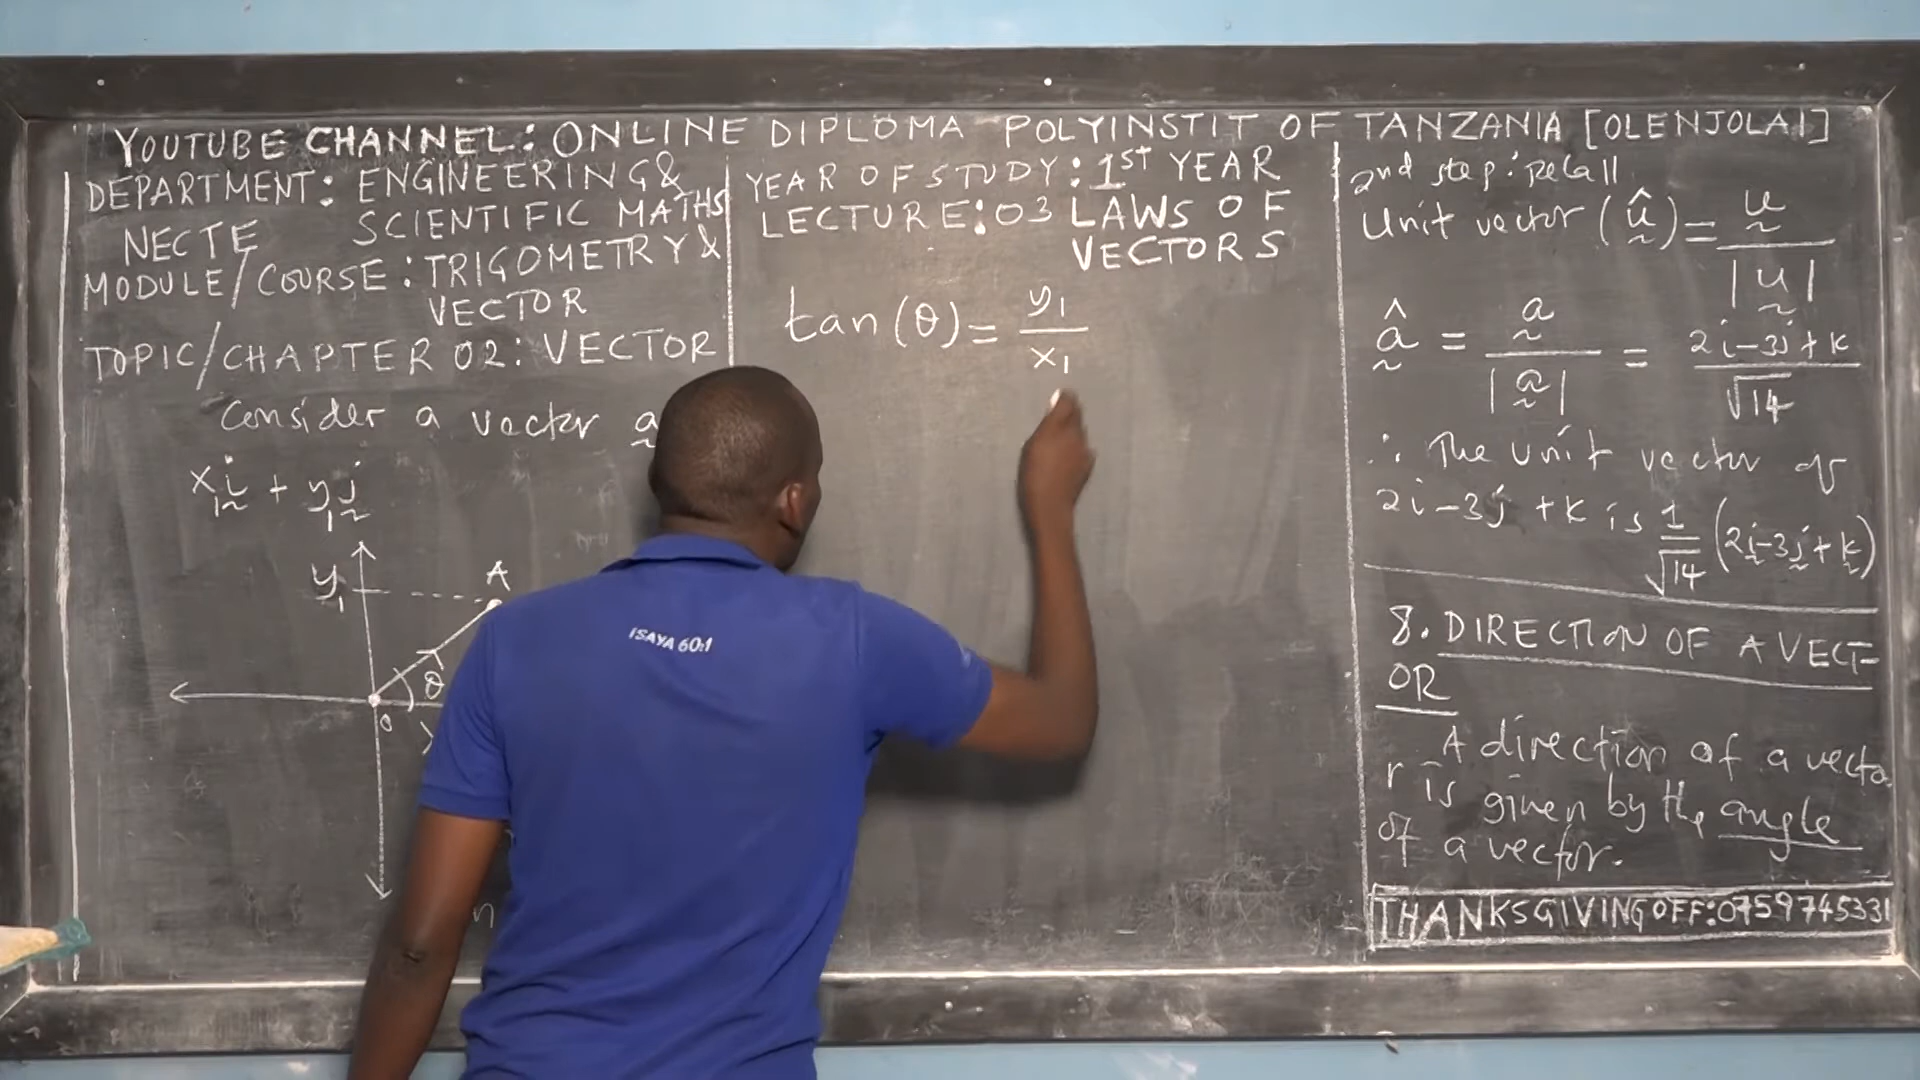 YOUTUBE CHANNEL: ONLINE DIPLOMA POLYINSTIT OF TANZANIA [OLENJOLAI]
DEPARTMENT: ENGINEERING &
SCIENTIFIC MATHS
NECTE
MODULE/COURSE: TRIGOMETRY &
VECTOR
TOPIC/CHAPTER 02: VECTOR
Consider a vector a
x₁i + y₁j
y₁
A
θ
0
n
YEAR OF STUDY: 1ST YEAR
LECTURE: 03 LAWS OF
VECTORS
tan(θ) = y₁/x₁
ISAYA 60:1
2nd step: recall
Unit vector (û) = u/|u|
â = a/|a| = 2i-3j+k/√14
∴ The unit vector of
2i-3j+k is 1/√14 (2i-3j+k)
8. DIRECTION OF A VECT-
OR
A direction of a vecto
r is given by the angle
of a vector.
THANKSGIVING OFF: 0759745331